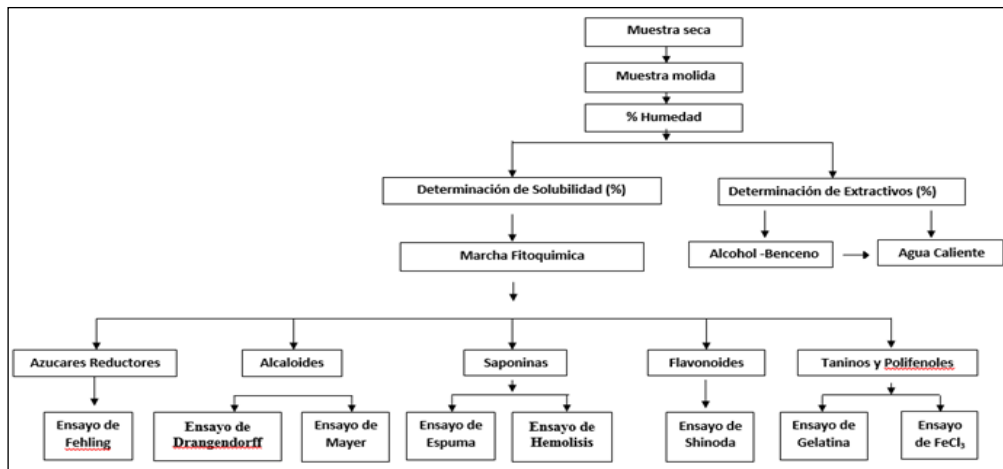 Muestra seca
Muestra molida
% Humedad
Determinación de Solubilidad (%)
Determinación de Extractivos (%)
Marcha Fitoquimica
Alcohol -Benceno
Agua Caliente
Azucares Reductores
Alcaloides
Saponinas
Flavonoides
Taninos y Polifenoles
Ensayo de
Fehling
Ensayo de
Drangendorff
Ensayo de
Mayer
Ensayo de
Espuma
Ensayo de
Hemolisis
Ensayo de
Shinoda
Ensayo de
Gelatina
Ensayo
de FeCl₃